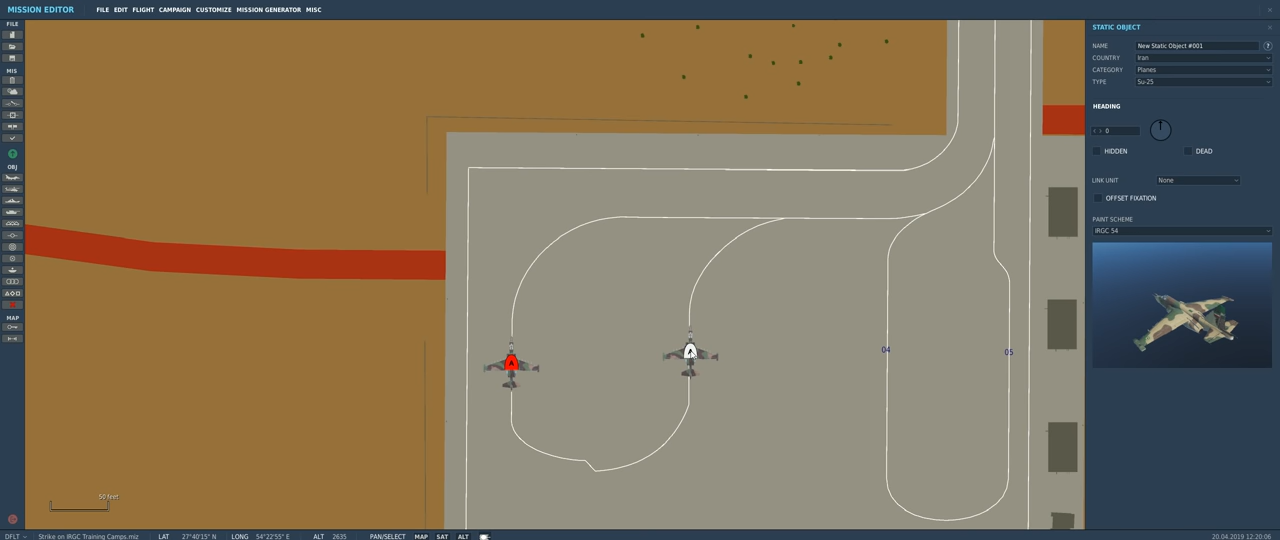 MISSION EDITOR FILE EDIT FLIGHT CAMPAIGN CUSTOMIZE MISSION GENERATOR MISC
FILE
MIS
OBJ
MAP
STATIC OBJECT
NAME New Static Object #001 ?
COUNTRY Iran
CATEGORY Planes
TYPE Su-25
HEADING
< > 0
HIDDEN DEAD
LINK UNIT None
OFFSET FIXATION
PAINT SCHEME
IRGC 54
04 05
50 feet
DFLT Strike on IRGC Training Camps.miz LAT 27°40'15" N LONG 54°22'55" E ALT 2635 PAN/SELECT MAP SAT ALT 20.04.2019 12:20:06